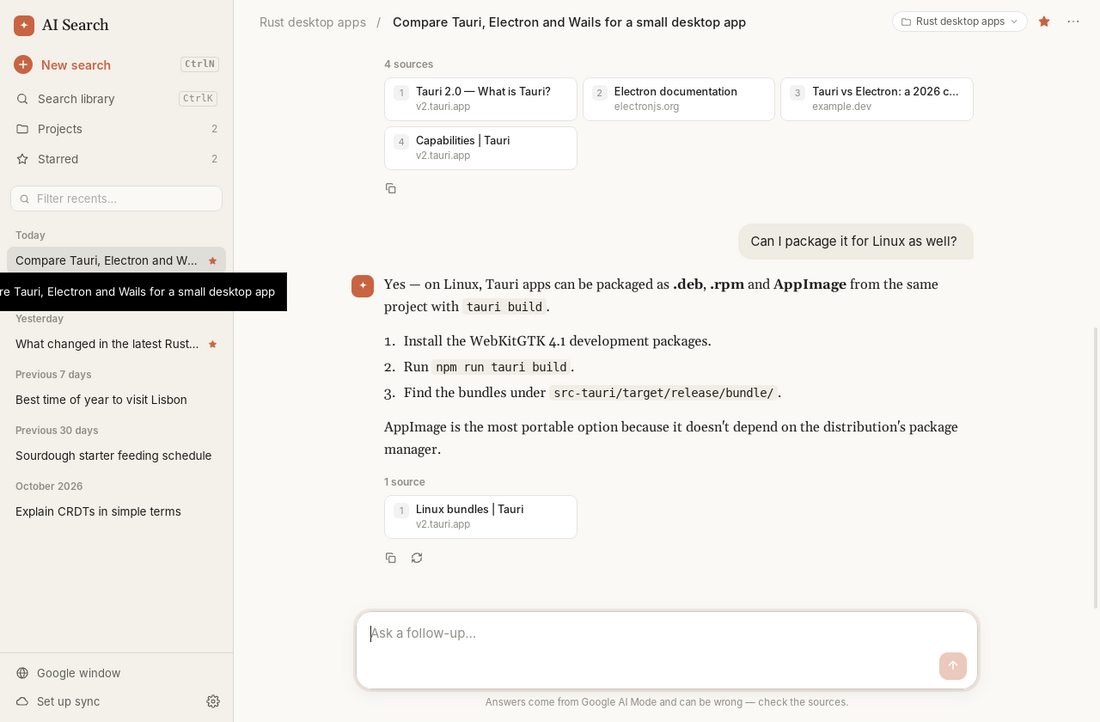 AI Search
New search CtrlN
Search library CtrlK
Projects 2
Starred 2
Filter recents...
Today
Compare Tauri, Electron and W...
re Tauri, Electron and Wails for a small desktop app
Yesterday
What changed in the latest Rust...
Previous 7 days
Best time of year to visit Lisbon
Previous 30 days
Sourdough starter feeding schedule
October 2026
Explain CRDTs in simple terms
Google window
Set up sync
Rust desktop apps / Compare Tauri, Electron and Wails for a small desktop app
Rust desktop apps
4 sources
1 Tauri 2.0 — What is Tauri?
v2.tauri.app
2 Electron documentation
electronjs.org
3 Tauri vs Electron: a 2026 c...
example.dev
4 Capabilities | Tauri
v2.tauri.app
Can I package it for Linux as well?
Yes — on Linux, Tauri apps can be packaged as .deb, .rpm and AppImage from the same
project with tauri build.
1. Install the WebKitGTK 4.1 development packages.
2. Run npm run tauri build.
3. Find the bundles under src-tauri/target/release/bundle/.
AppImage is the most portable option because it doesn't depend on the distribution's package
manager.
1 source
1 Linux bundles | Tauri
v2.tauri.app
Ask a follow-up...
Answers come from Google AI Mode and can be wrong — check the sources.